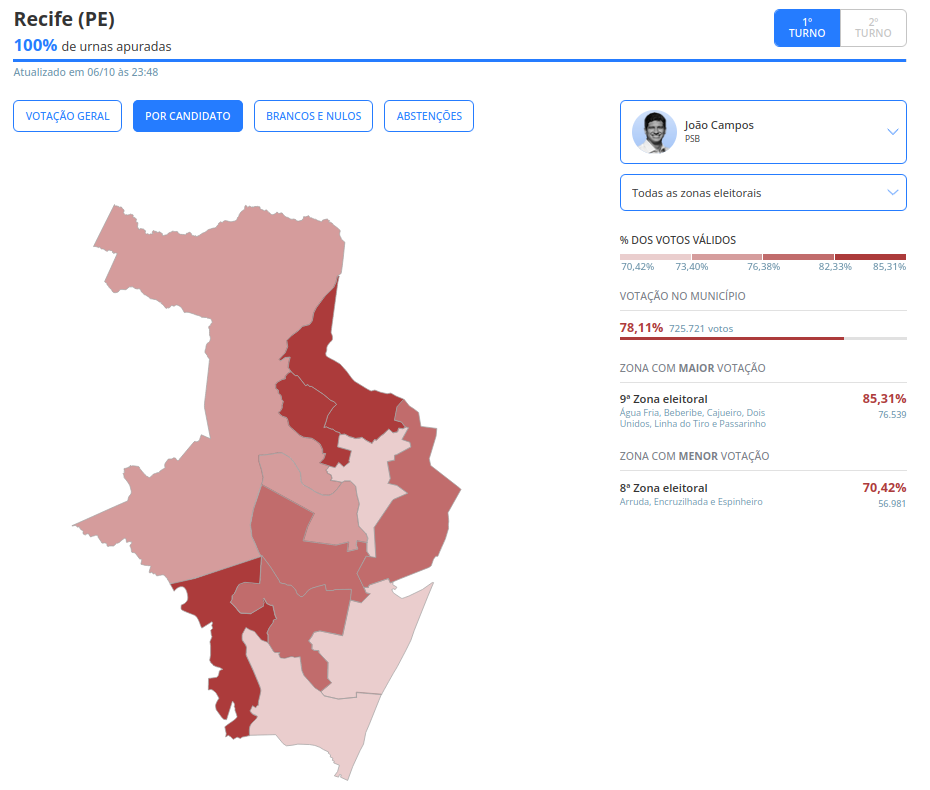 Recife (PE)
100% de urnas apuradas
1º
TURNO
2º
TURNO
Atualizado em 06/10 às 23:48
VOTAÇÃO GERAL
POR CANDIDATO
BRANCOS E NULOS
ABSTENÇÕES
João Campos
PSB
Todas as zonas eleitorais
% DOS VOTOS VÁLIDOS
70,42% 73,40% 76,38% 82,33% 85,31%
VOTAÇÃO NO MUNICÍPIO
78,11% 725.721 votos
ZONA COM MAIOR VOTAÇÃO
9ª Zona eleitoral 85,31%
Água Fria, Beberibe, Cajueiro, Dois 76.539
Unidos, Linha do Tiro e Passarinho
ZONA COM MENOR VOTAÇÃO
8ª Zona eleitoral 70,42%
Arruda, Encruzilhada e Espinheiro 56.981